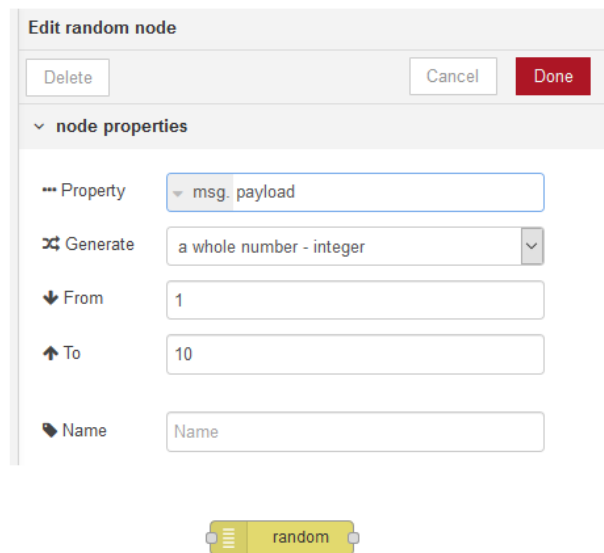 Edit random node
Delete Cancel Done
node properties
Property msg. payload
Generate a whole number - integer
From 1
To 10
Name Name
random